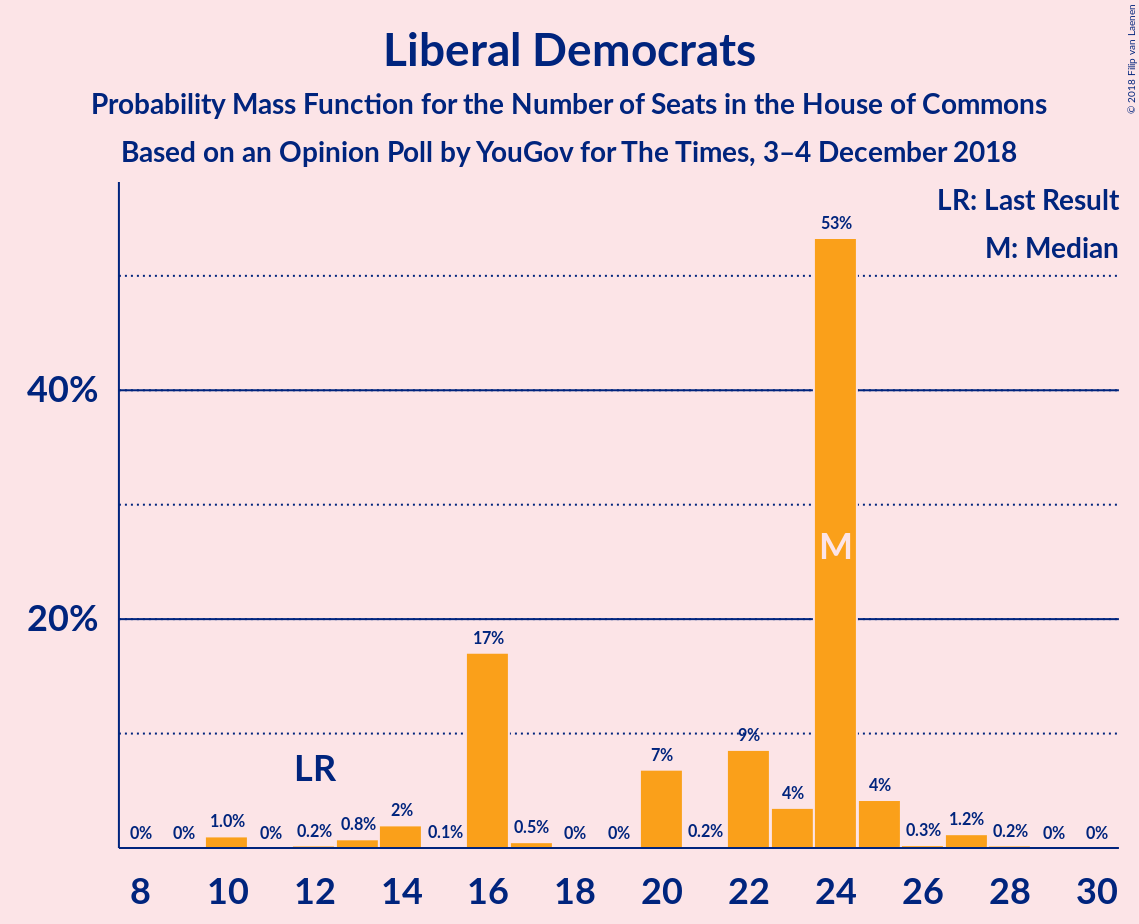 Liberal Democrats
Probability Mass Function for the Number of Seats in the House of Commons
Based on an Opinion Poll by YouGov for The Times, 3–4 December 2018
© 2018 Filip van Laenen
LR: Last Result
M: Median
53%
40%
M
20%
17%
9%
7%
LR
4%
4%
2%
1.0%
0.8%
0.5%
1.2%
0% 0% 0% 0.2% 0.1% 0% 0% 0.2% 0.3% 0.2% 0% 0%
8 10 12 14 16 18 20 22 24 26 28 30